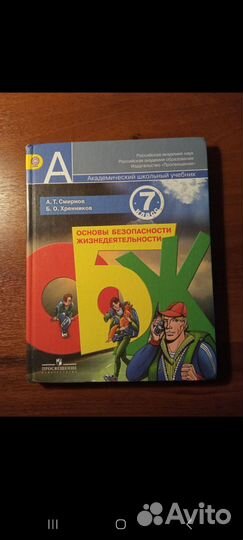 Российская академия наук
Российская академия образования
Издательство «Просвещение»
А
Академический школьный учебник
А. Т. Смирнов
Б. О. Хренников
7
КЛАСС
ОСНОВЫ БЕЗОПАСНОСТИ
ЖИЗНЕДЕЯТЕЛЬНОСТИ
ОБЖ
ПРОСВЕЩЕНИЕ
ИЗДАТЕЛЬСТВО
Avito